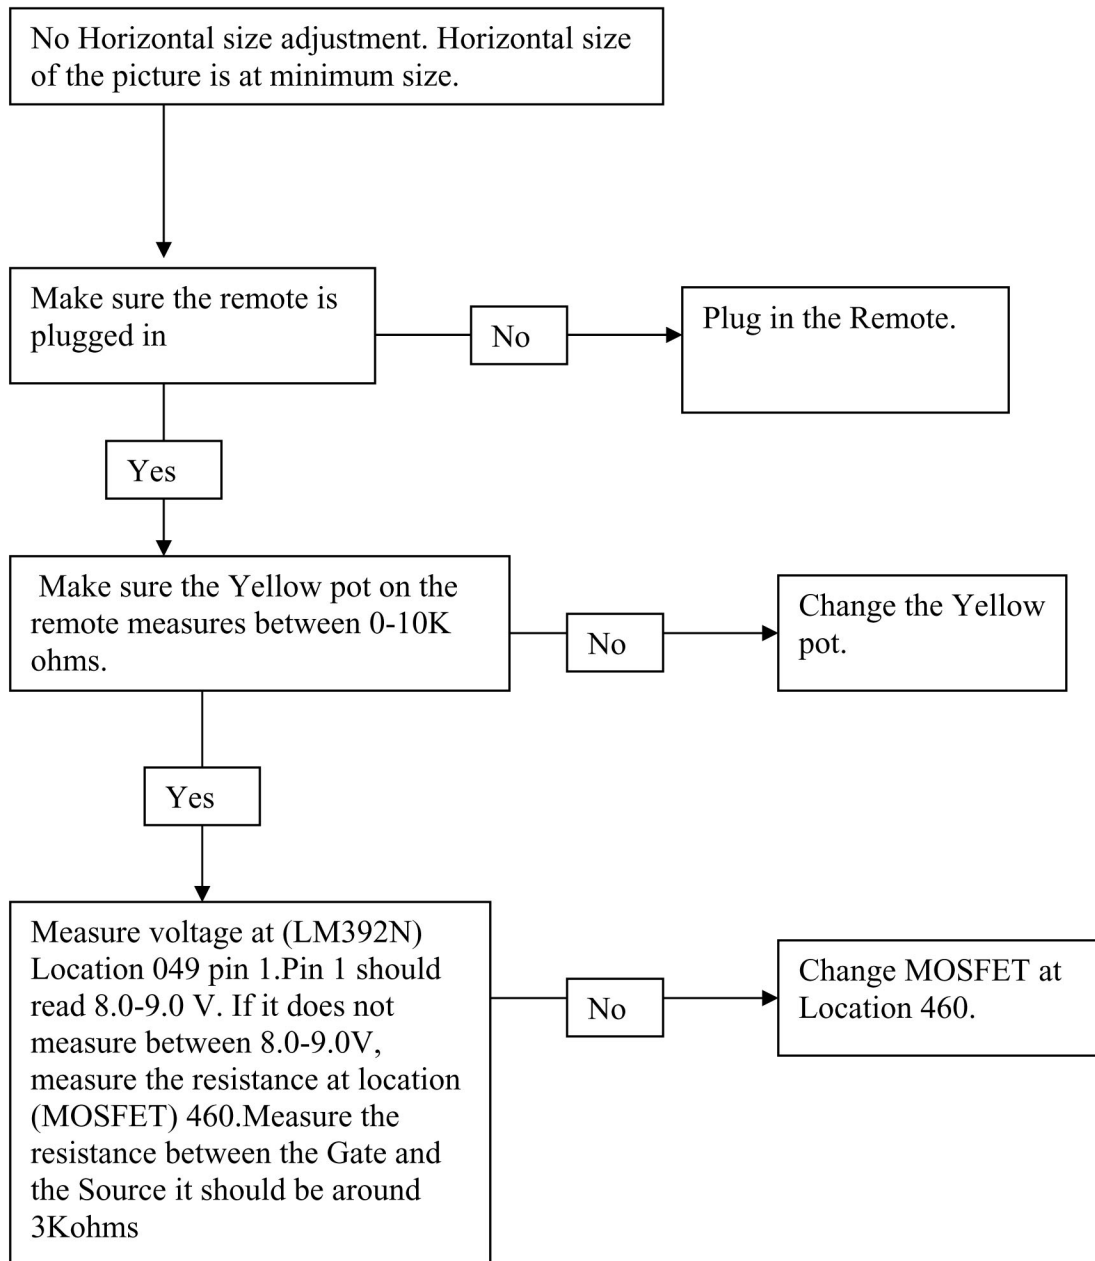 No Horizontal size adjustment. Horizontal size
of the picture is at minimum size.
Make sure the remote is
plugged in
No
Plug in the Remote.
Yes
Make sure the Yellow pot on the
remote measures between 0-10K
ohms.
No
Change the Yellow
pot.
Yes
Measure voltage at (LM392N)
Location 049 pin 1.Pin 1 should
read 8.0-9.0 V. If it does not
measure between 8.0-9.0V,
measure the resistance at location
(MOSFET) 460.Measure the
resistance between the Gate and
the Source it should be around
3Kohms
No
Change MOSFET at
Location 460.